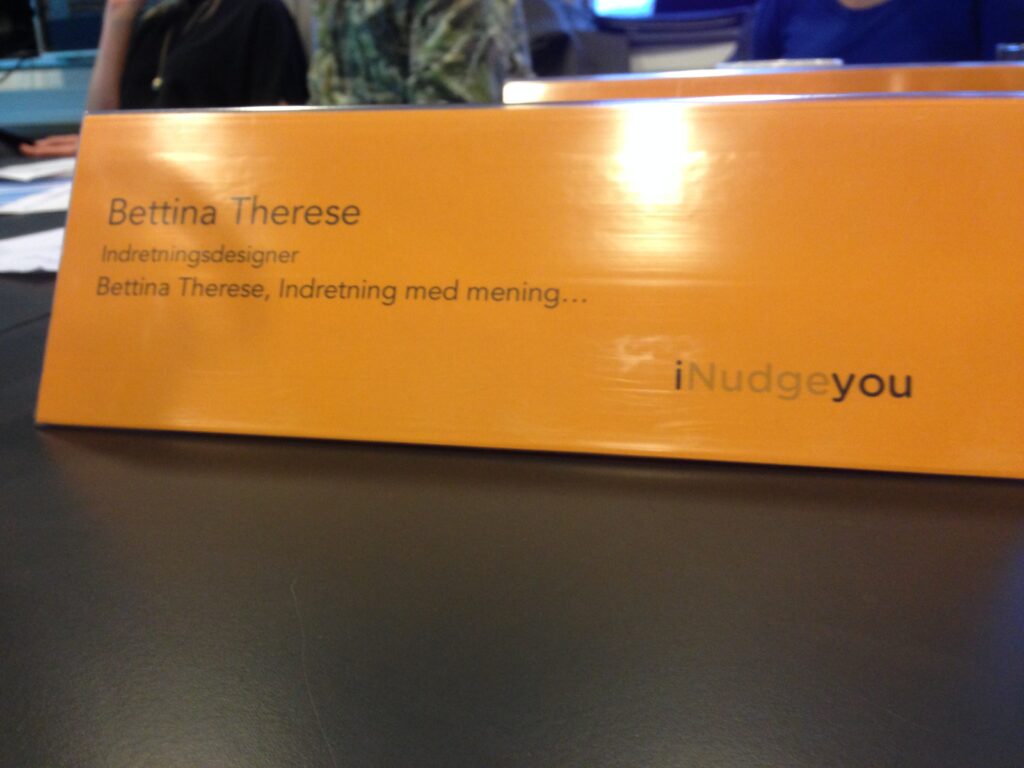 Bettina Therese
Indretningsdesigner
Bettina Therese, Indretning med mening...
iNudgeyou